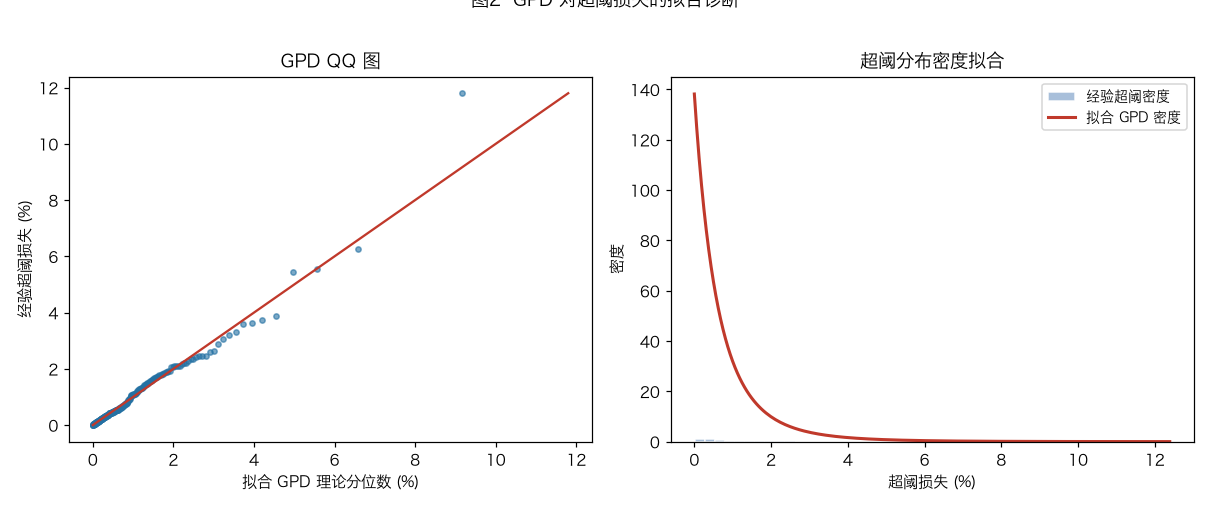 图2 GPD 对超阈损失的拟合诊断
GPD QQ 图
12
10
8
6
4
2
0
经验超阈损失 (%)
0 2 4 6 8 10 12
拟合 GPD 理论分位数 (%)
超阈分布密度拟合
经验超阈密度
拟合 GPD 密度
140
120
100
80
60
40
20
0
密度
0 2 4 6 8 10 12
超阈损失 (%)